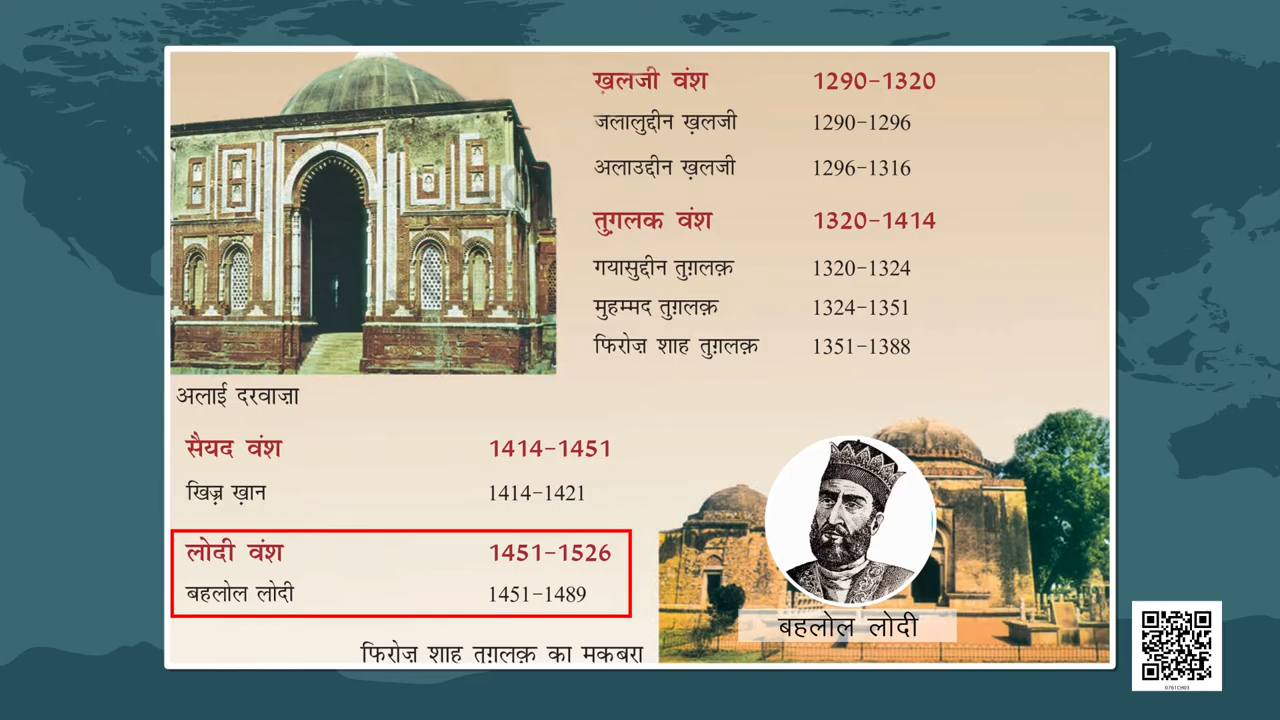 ख़लजी वंश 1290-1320
जलालुद्दीन ख़लजी 1290-1296
अलाउद्दीन ख़लजी 1296-1316
तुग़लक वंश 1320-1414
गयासुद्दीन तुग़लक़ 1320-1324
मुहम्मद तुग़लक़ 1324-1351
फिरोज़ शाह तुग़लक़ 1351-1388
अलाई दरवाज़ा
सैयद वंश 1414-1451
खिज़्र ख़ान 1414-1421
लोदी वंश 1451-1526
बहलोल लोदी 1451-1489
बहलोल लोदी
फिरोज़ शाह तुग़लक़ का मकबरा
0761CH03